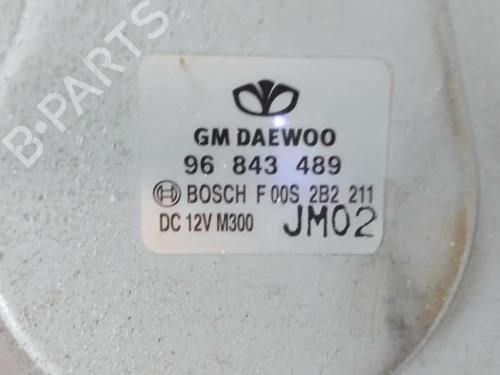 B-PARTS
GM DAEWOO
96 843 489
BOSCH F 00S 2B2 211
DC 12V M300 JM02